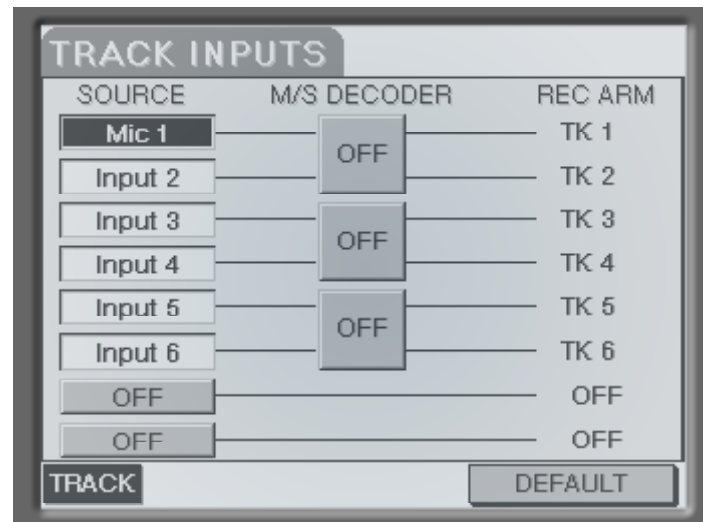 TRACK INPUTS
SOURCE M/S DECODER REC ARM
Mic 1 OFF TK 1
Input 2 TK 2
Input 3 OFF TK 3
Input 4 TK 4
Input 5 OFF TK 5
Input 6 TK 6
OFF OFF
OFF OFF
TRACK DEFAULT